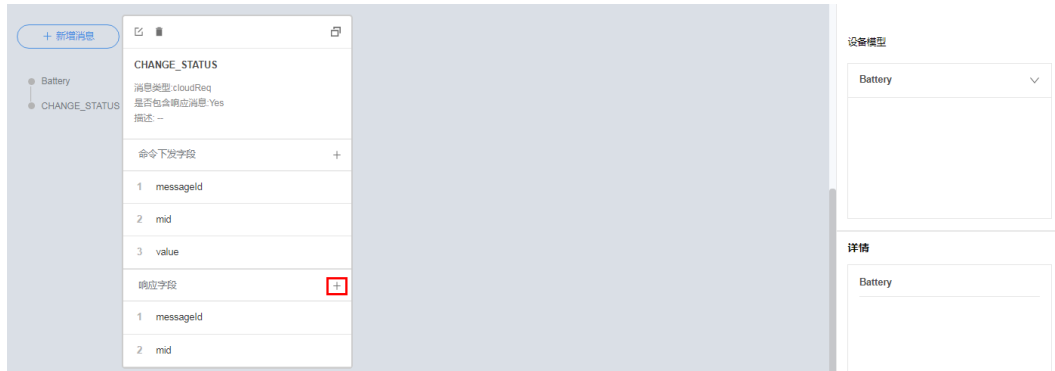 + 新增消息
Battery
CHANGE_STATUS
CHANGE_STATUS
消息类型:cloudReq
是否包含响应消息:Yes
描述: --
命令下发字段 +
1 messageId
2 mid
3 value
响应字段 +
1 messageId
2 mid
设备模型
Battery
详情
Battery